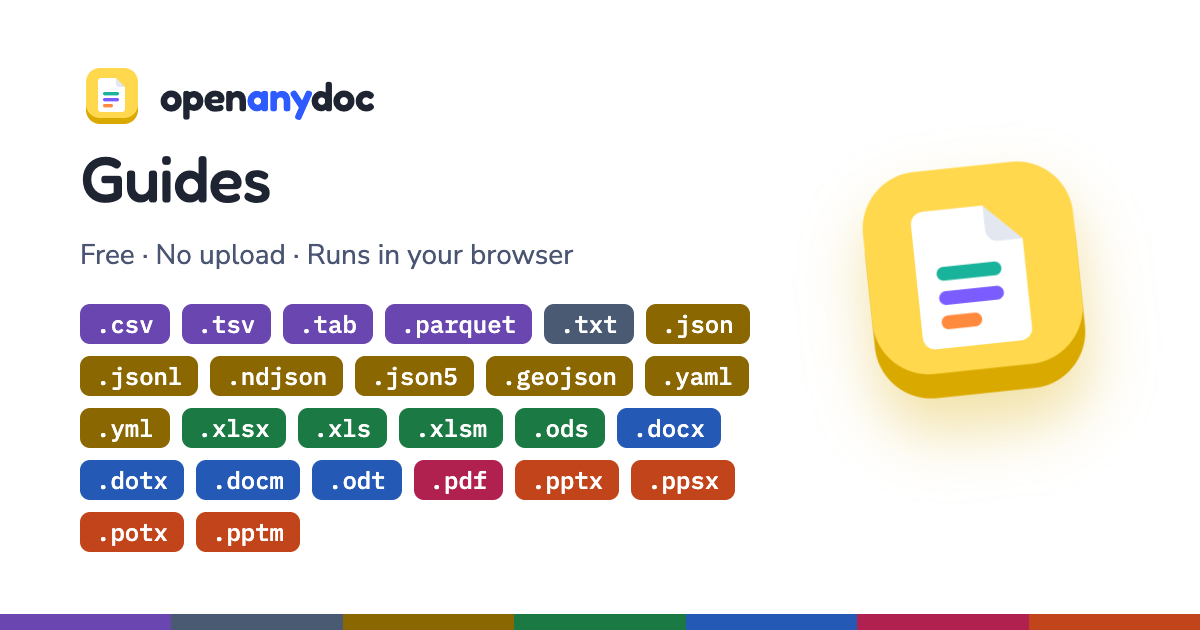 openanydoc
Guides
Free · No upload · Runs in your browser
.csv .tsv .tab .parquet .txt .json
.jsonl .ndjson .json5 .geojson .yaml
.yml .xlsx .xls .xlsm .ods .docx
.dotx .docm .odt .pdf .pptx .ppsx
.potx .pptm